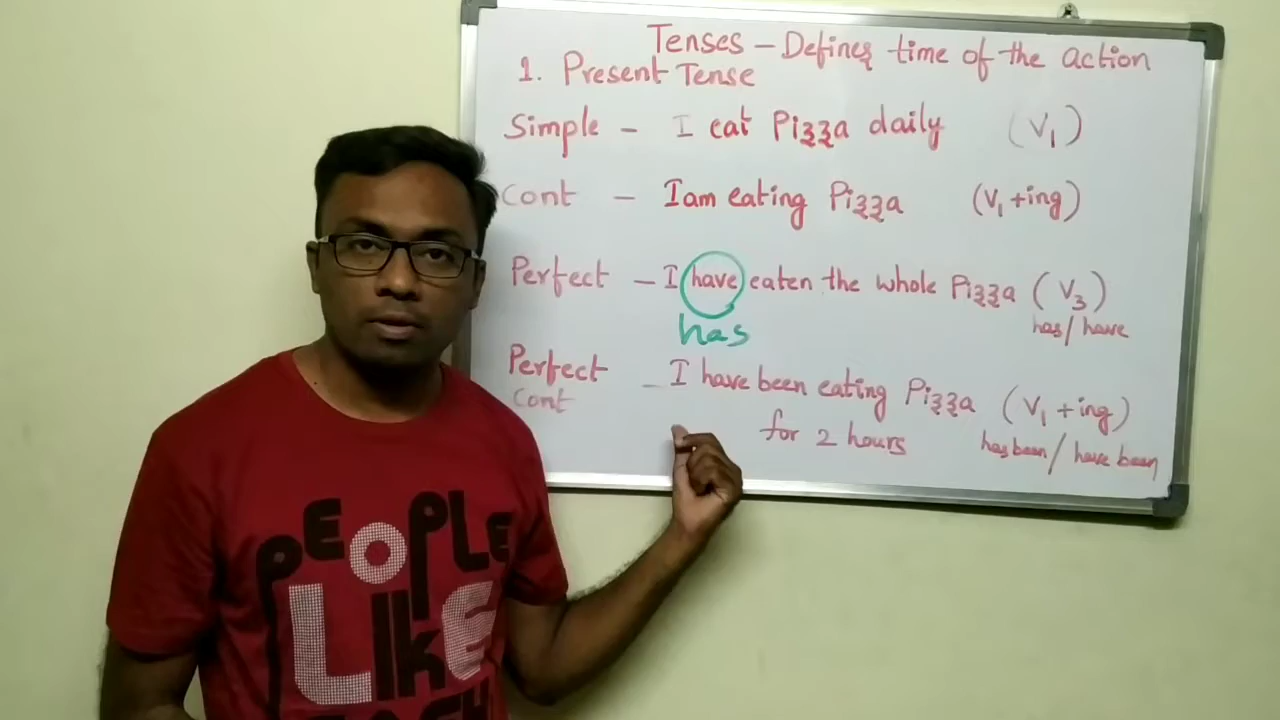 Tenses - Defines time of the action
1. Present Tense
Simple - I eat Pizza daily (V1)
Cont - I am eating Pizza (V1+ing)
Perfect - I have eaten the whole Pizza (V3)
has has/have
Perfect - I have been eating Pizza (V1+ing)
Cont for 2 hours has been/have been
PEOPLE
LIKE